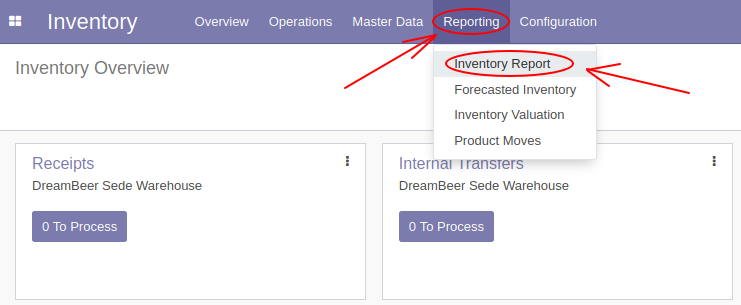 Inventory Overview Operations Master Data Reporting Configuration
Inventory Overview
Inventory Report
Forecasted Inventory
Inventory Valuation
Product Moves
Receipts
DreamBeer Sede Warehouse
0 To Process
Internal Transfers
DreamBeer Sede Warehouse
0 To Process